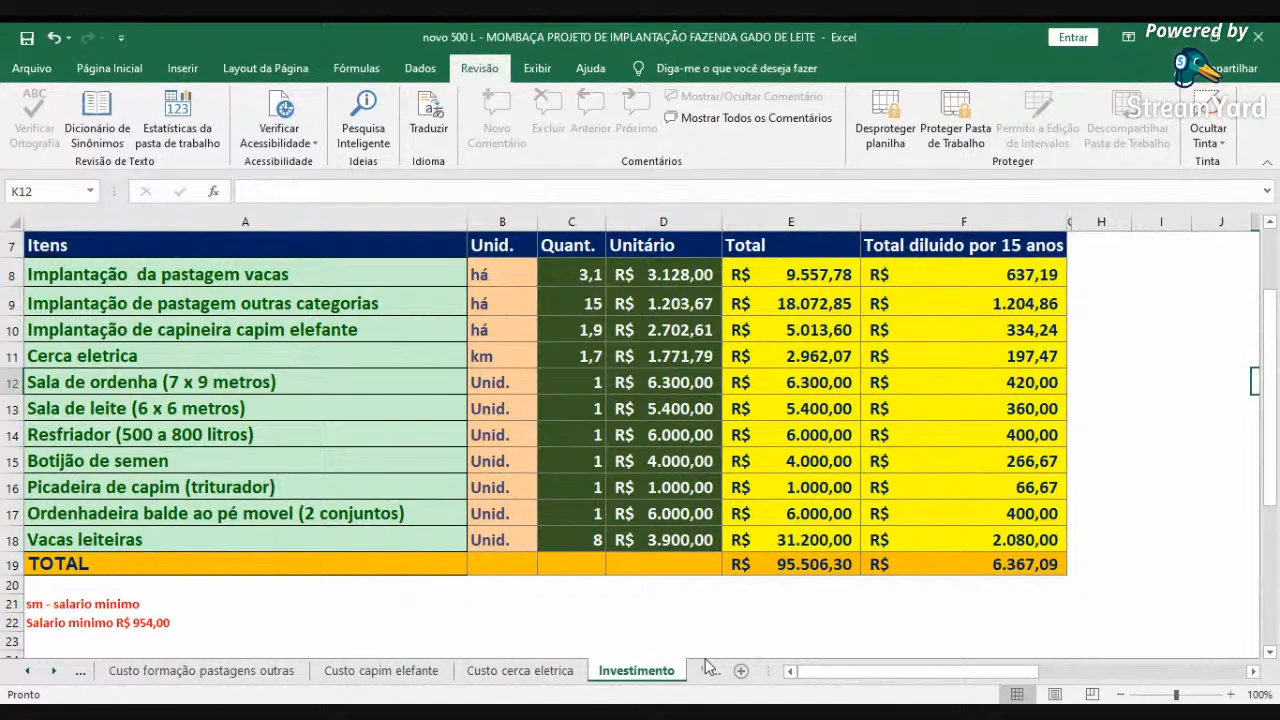 Powered by
StreamYard
novo 500 L - MOMBAÇA PROJETO DE IMPLANTAÇÃO FAZENDA GADO DE LEITE - Excel
Entrar
Arquivo Página Inicial Inserir Layout da Página Fórmulas Dados Revisão Exibir Ajuda Diga-me o que você deseja fazer
Verificar Ortografia
Dicionário de Sinônimos
Estatísticas da pasta de trabalho
Revisão de Texto
Verificar Acessibilidade
Acessibilidade
Pesquisa Inteligente
Ideias
Traduzir
Idioma
Novo Comentário
Excluir
Anterior
Próximo
Mostrar/Ocultar Comentário
Mostrar Todos os Comentários
Comentários
Desproteger planilha
Proteger Pasta de Trabalho
Permitir a Edição de Intervalos
Descompartilhar Pasta de Trabalho
Proteger
Ocultar Tinta
Tinta
K12 fx
A B C D E F H I J
7 Itens Unid. Quant. Unitário Total Total diluido por 15 anos
8 Implantação da pastagem vacas há 3,1 R$ 3.128,00 R$ 9.557,78 R$ 637,19
9 Implantação de pastagem outras categorias há 15 R$ 1.203,67 R$ 18.072,85 R$ 1.204,86
10 Implantação de capineira capim elefante há 1,9 R$ 2.702,61 R$ 5.013,60 R$ 334,24
11 Cerca eletrica km 1,7 R$ 1.771,79 R$ 2.962,07 R$ 197,47
12 Sala de ordenha (7 x 9 metros) Unid. 1 R$ 6.300,00 R$ 6.300,00 R$ 420,00
13 Sala de leite (6 x 6 metros) Unid. 1 R$ 5.400,00 R$ 5.400,00 R$ 360,00
14 Resfriador (500 a 800 litros) Unid. 1 R$ 6.000,00 R$ 6.000,00 R$ 400,00
15 Botijão de semen Unid. 1 R$ 4.000,00 R$ 4.000,00 R$ 266,67
16 Picadeira de capim (triturador) Unid. 1 R$ 1.000,00 R$ 1.000,00 R$ 66,67
17 Ordenhadeira balde ao pé movel (2 conjuntos) Unid. 1 R$ 6.000,00 R$ 6.000,00 R$ 400,00
18 Vacas leiteiras Unid. 8 R$ 3.900,00 R$ 31.200,00 R$ 2.080,00
19 TOTAL R$ 95.506,30 R$ 6.367,09
20
21 sm - salario minimo
22 Salario minimo R$ 954,00
23
... Custo formação pastagens outras Custo capim elefante Custo cerca eletrica Investimento
Pronto 100%